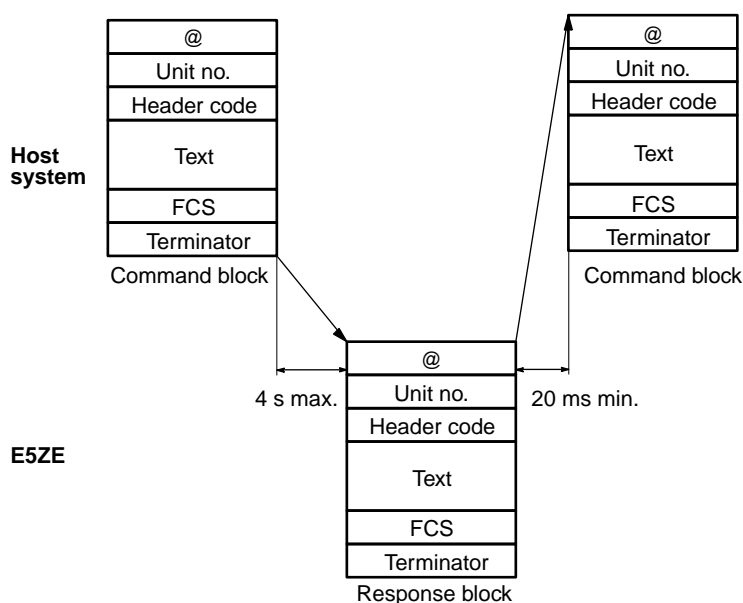 @
Unit no.
Header code
Text
FCS
Terminator
Command block
Host
system
@
Unit no.
Header code
Text
FCS
Terminator
Command block
4 s max.
20 ms min.
E5ZE
@
Unit no.
Header code
Text
FCS
Terminator
Response block